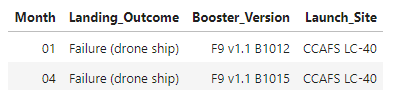 Month Landing_Outcome Booster_Version Launch_Site
01 Failure (drone ship) F9 v1.1 B1012 CCAFS LC-40
04 Failure (drone ship) F9 v1.1 B1015 CCAFS LC-40